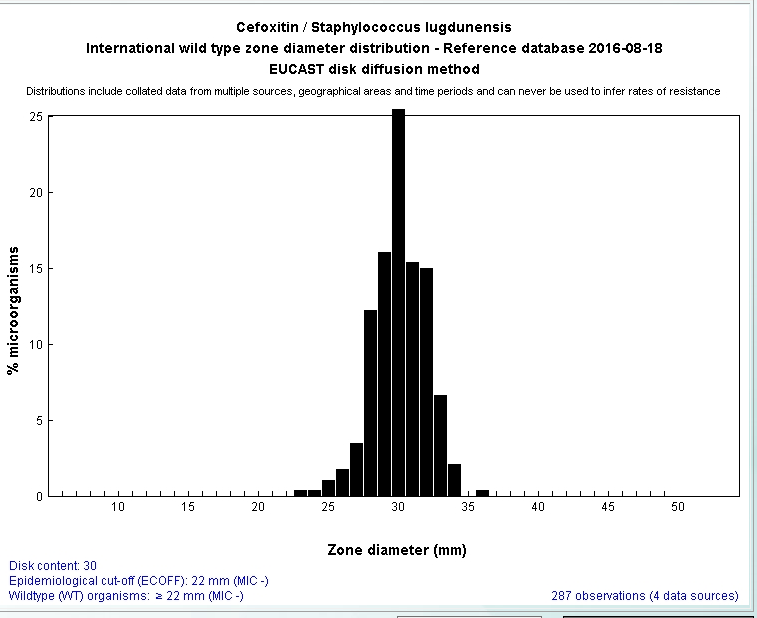 Cefoxitin / Staphylococcus lugdunensis
International wild type zone diameter distribution - Reference database 2016-08-18
EUCAST disk diffusion method
Distributions include collated data from multiple sources, geographical areas and time periods and can never be used to infer rates of resistance
25
20
15
10
5
0
% microorganisms
10 15 20 25 30 35 40 45 50
Zone diameter (mm)
Disk content: 30
Epidemiological cut-off (ECOFF): 22 mm (MIC -)
Wildtype (WT) organisms: ≥ 22 mm (MIC -)
287 observations (4 data sources)